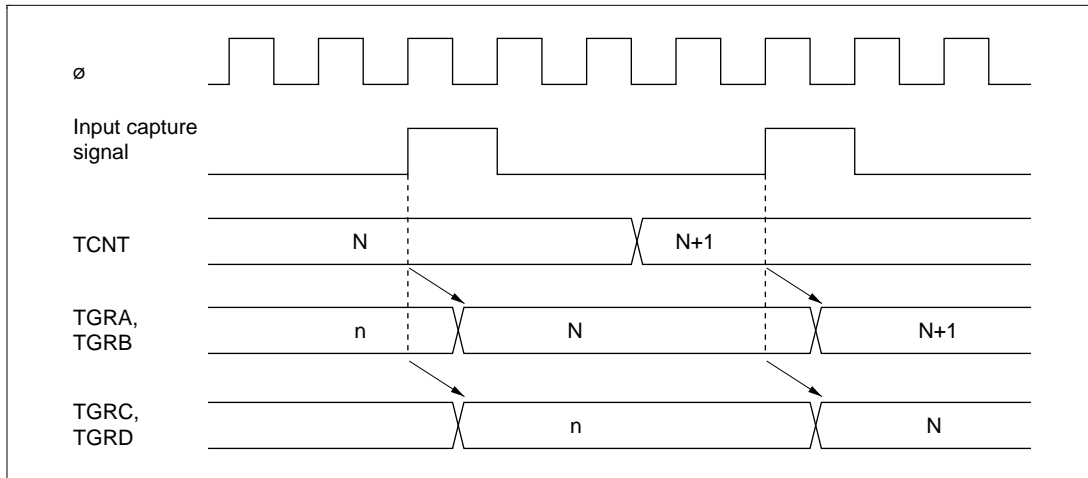 ø
Input capture
signal
TCNT
N
N+1
TGRA,
TGRB
n
N
N+1
TGRC,
TGRD
n
N